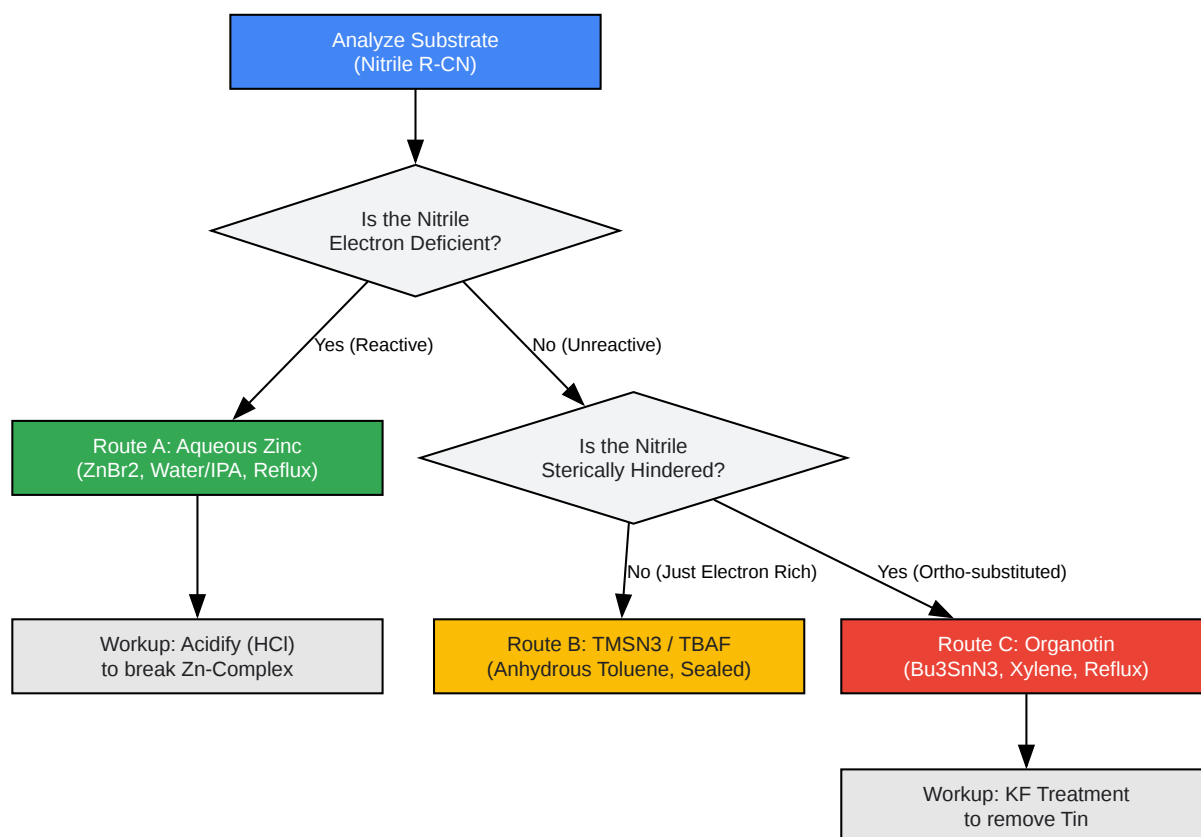 Analyze Substrate
(Nitrile R-CN)
Is the Nitrile
Electron Deficient?
Yes (Reactive)
No (Unreactive)
Route A: Aqueous Zinc
(ZnBr2, Water/IPA, Reflux)
Is the Nitrile
Sterically Hindered?
No (Just Electron Rich)
Yes (Ortho-substituted)
Workup: Acidify (HCl)
to break Zn-Complex
Route B: TMSN3 / TBAF
(Anhydrous Toluene, Sealed)
Route C: Organotin
(Bu3SnN3, Xylene, Reflux)
Workup: KF Treatment
to remove Tin